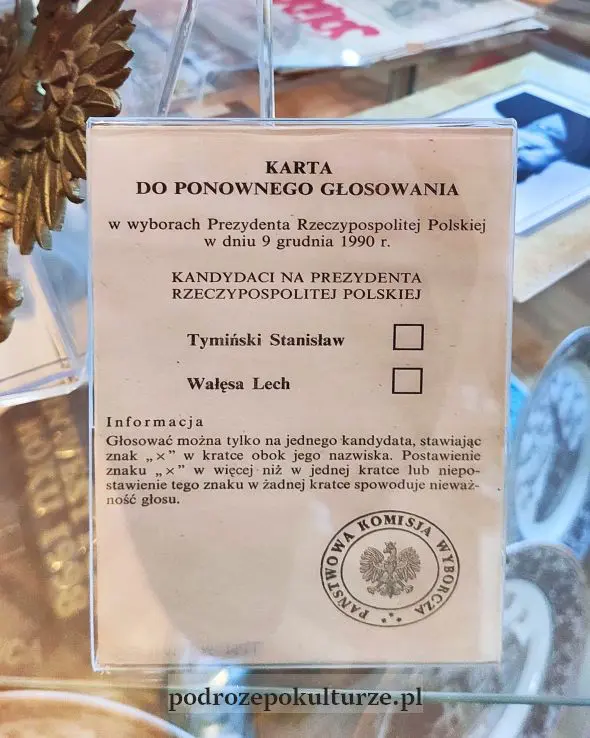 KARTA
DO PONOWNEGO GŁOSOWANIA
w wyborach Prezydenta Rzeczypospolitej Polskiej
w dniu 9 grudnia 1990 r.
KANDYDACI NA PREZYDENTA
RZECZYPOSPOLITEJ POLSKIEJ
Tymiński Stanisław
Wałęsa Lech
Informacja
Głosować można tylko na jednego kandydata, stawiając
znak „×” w kratce obok jego nazwiska. Postawienie
znaku „×” w więcej niż w jednej kratce lub niepo-
stawienie tego znaku w żadnej kratce spowoduje nieważ-
ność głosu.
PAŃSTWOWA KOMISJA WYBORCZA
podrozepokulturze.pl